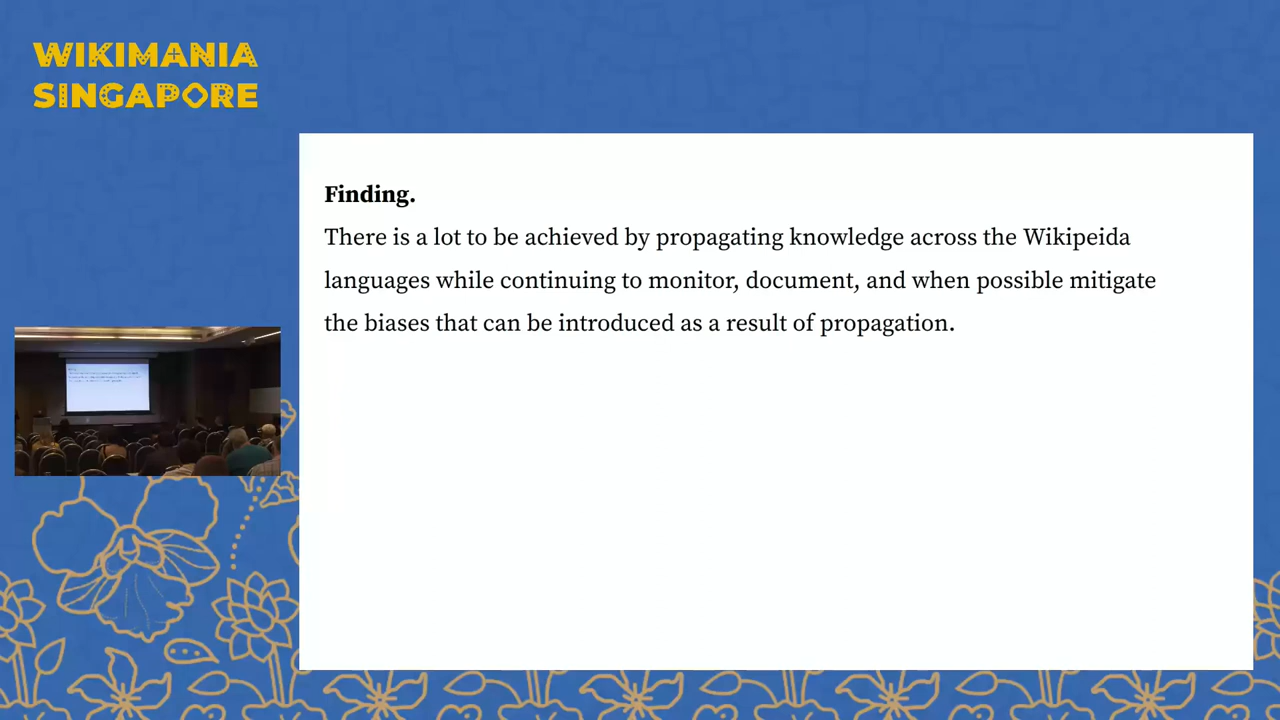 WIKIMANIA
SINGAPORE
Finding.
There is a lot to be achieved by propagating knowledge across the Wikipeida
languages while continuing to monitor, document, and when possible mitigate
the biases that can be introduced as a result of propagation.